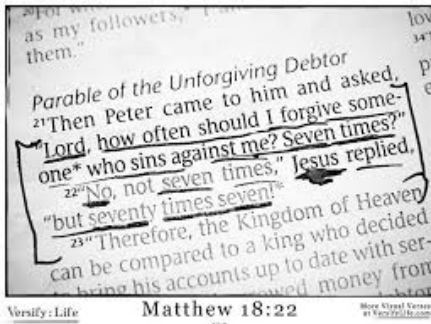 as my followers,
them."
Parable of the Unforgiving Debtor
21Then Peter came to him and asked,
"Lord, how often should I forgive some-
one* who sins against me? Seven times?"
22"No, not seven times," Jesus replied,
"but seventy times seven!*
23"Therefore, the Kingdom of Heaven
can be compared to a king who decided
to bring his accounts up to date with ser-
money from
Versify:Life
Matthew 18:22
More Visual Verses
at VersifyLife.com